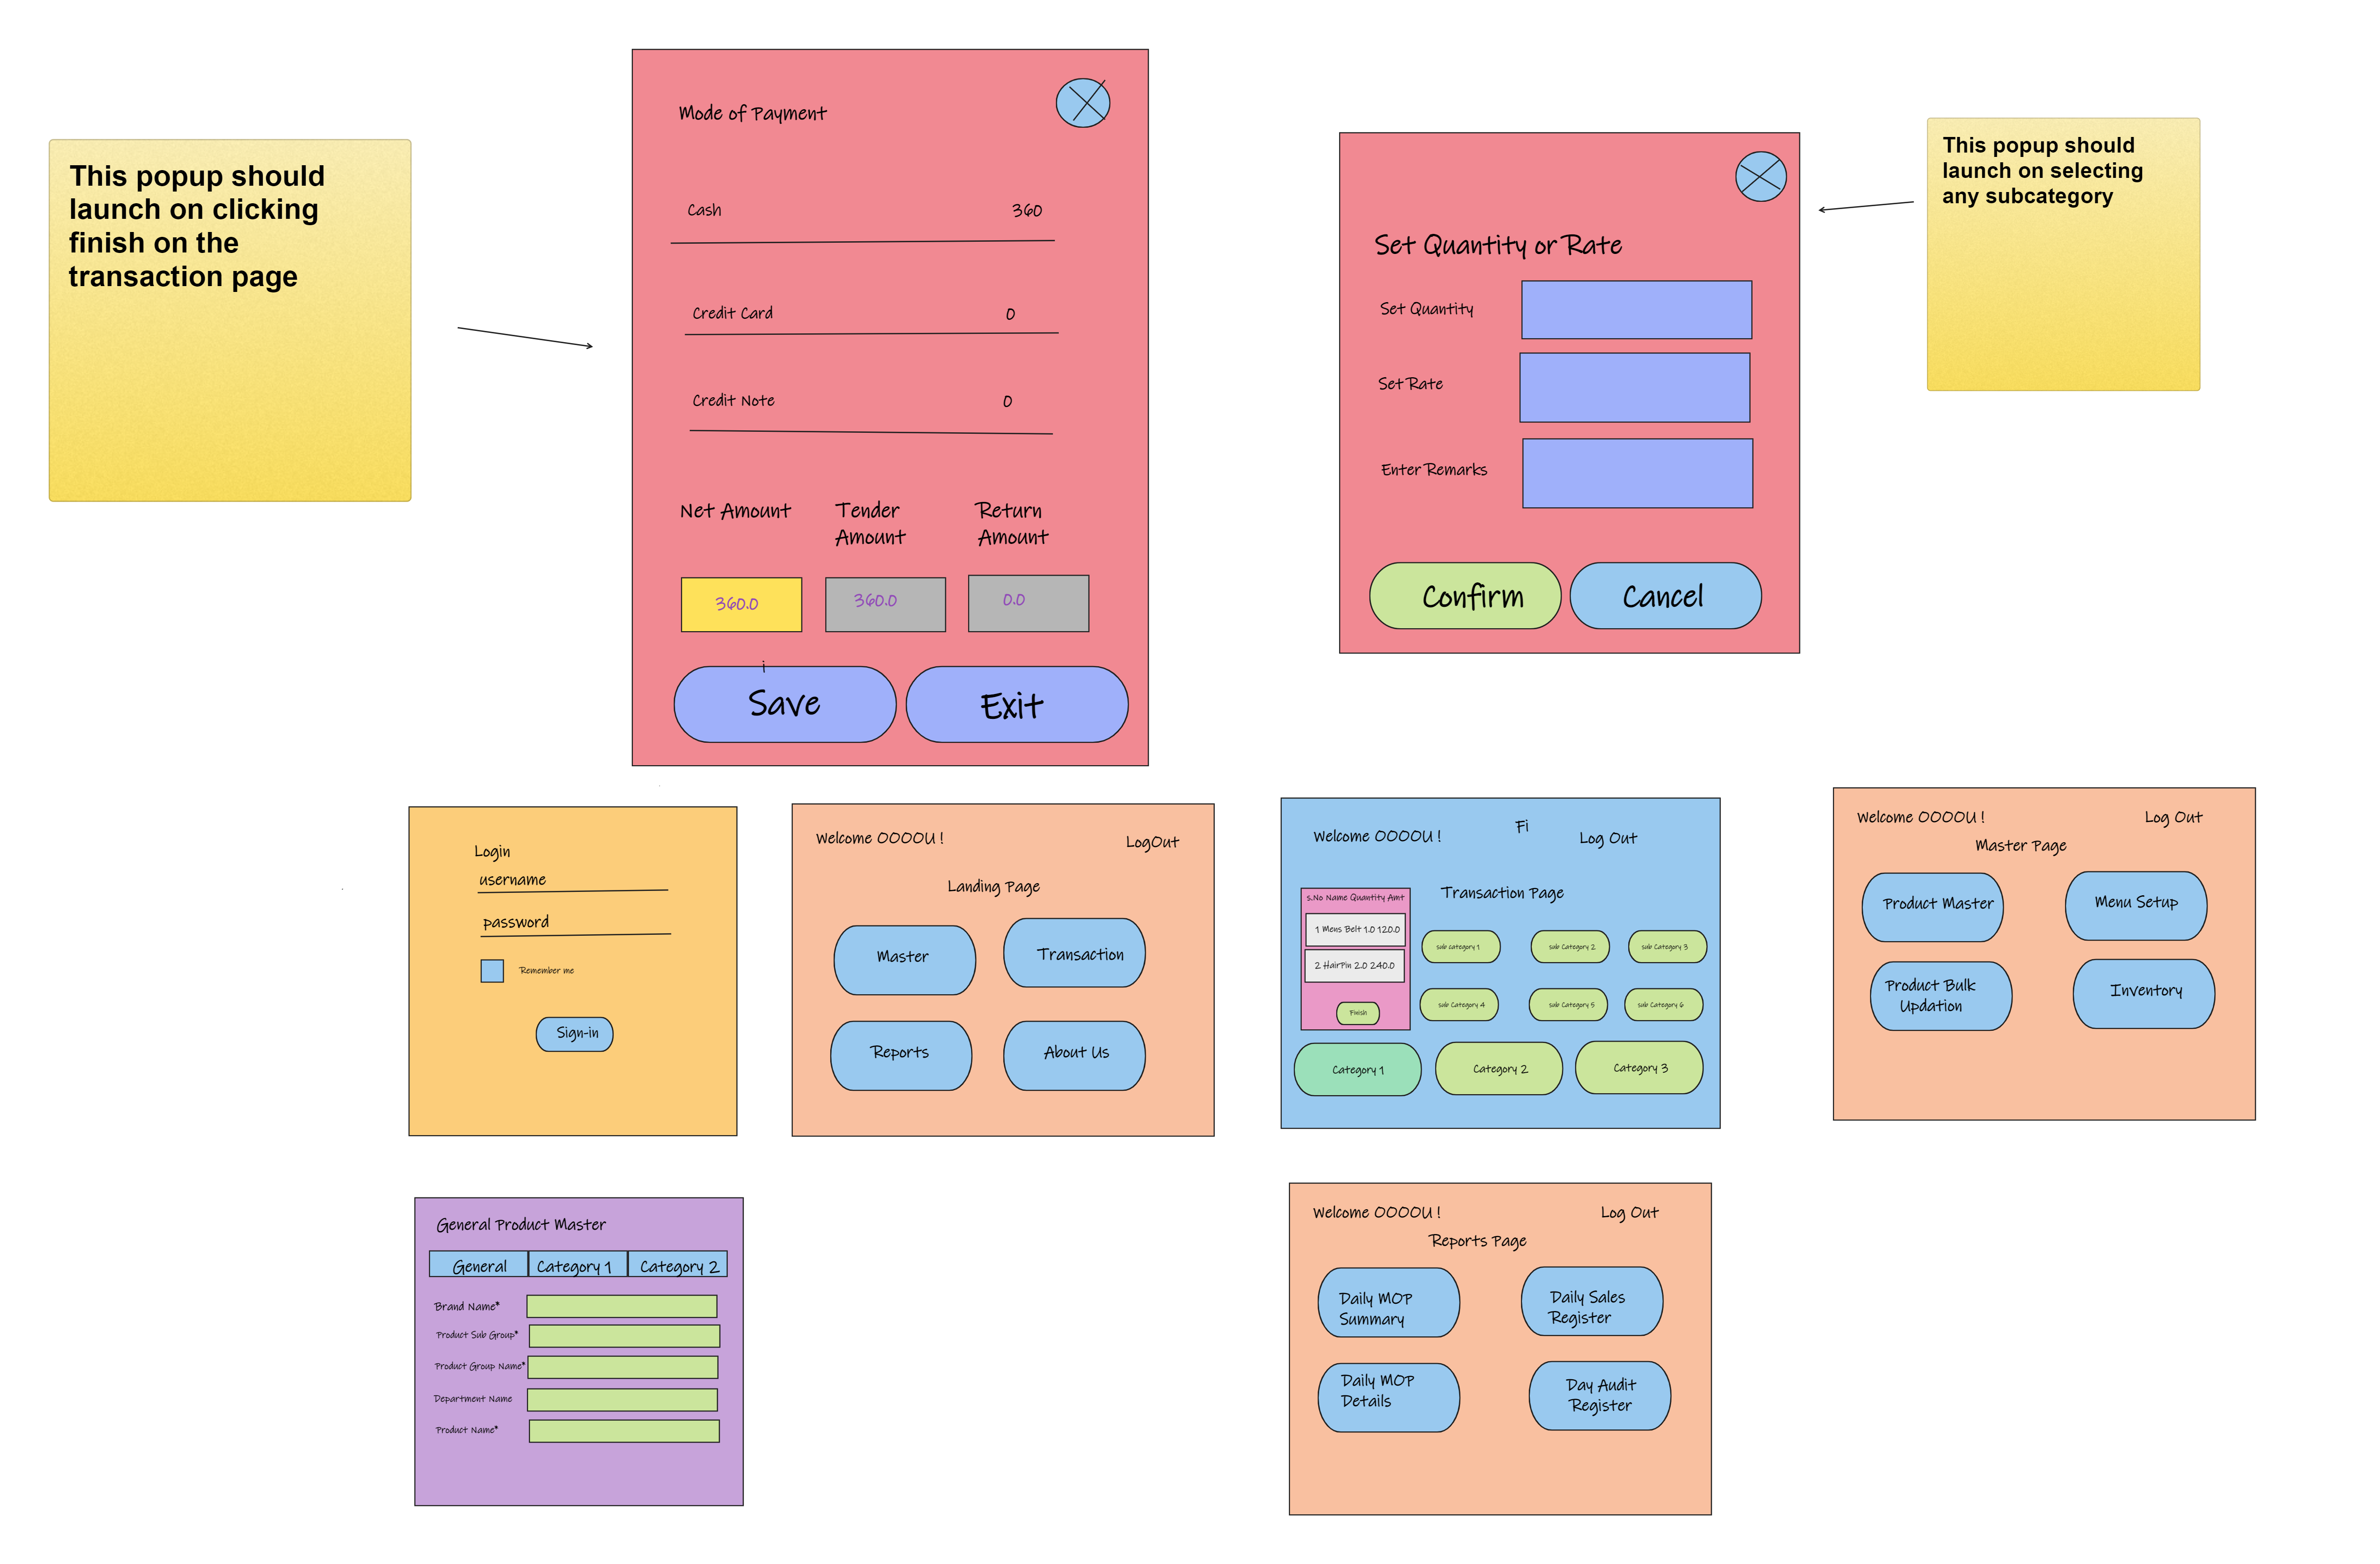 This popup should
launch on clicking
finish on the
transaction page
Mode of Payment
Cash 360
Credit Card 0
Credit Note 0
Net Amount
Tender
Amount
Return
Amount
360.0 360.0 0.0
i
Save Exit
Set Quantity or Rate
Set Quantity
Set Rate
Enter Remarks
Confirm Cancel
This popup should
launch on selecting
any subcategory
Login
username
password
Remember me
Sign-in
Welcome OOOOU !
LogOut
Landing Page
Master
Transaction
Reports
About Us
Welcome OOOOU !
Fi
Log Out
Transaction Page
S.No Name Quantity Amt
1 Mens Belt 1.0 120.0
2 HairPin 2.0 240.0
Finish
sub category 1
sub Category 2
sub Category 3
sub Category 4
sub Category 5
sub Category 6
Category 1
Category 2
Category 3
Welcome OOOOU !
Log Out
Master Page
Product Master
Menu Setup
Product Bulk
Updation
Inventory
General Product Master
General Category 1 Category 2
Brand Name*
Product Sub Group*
Product Group Name*
Department Name
Product Name*
Welcome OOOOU !
Log Out
Reports Page
Daily MOP
Summary
Daily Sales
Register
Daily MOP
Details
Day Audit
Register